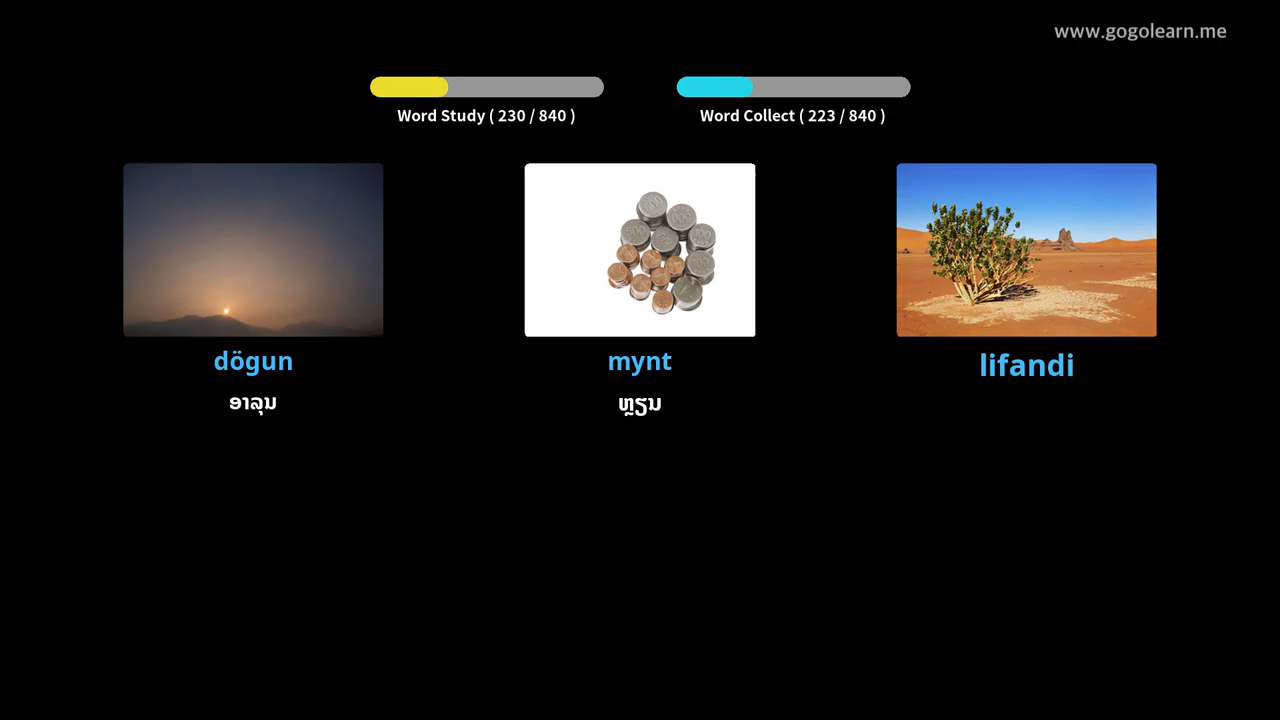 www.gogolearn.me
Word Study ( 230 / 840 )
Word Collect ( 223 / 840 )
dögun
mynt
lifandi
ອາລຸນ
ຫຼຽນ